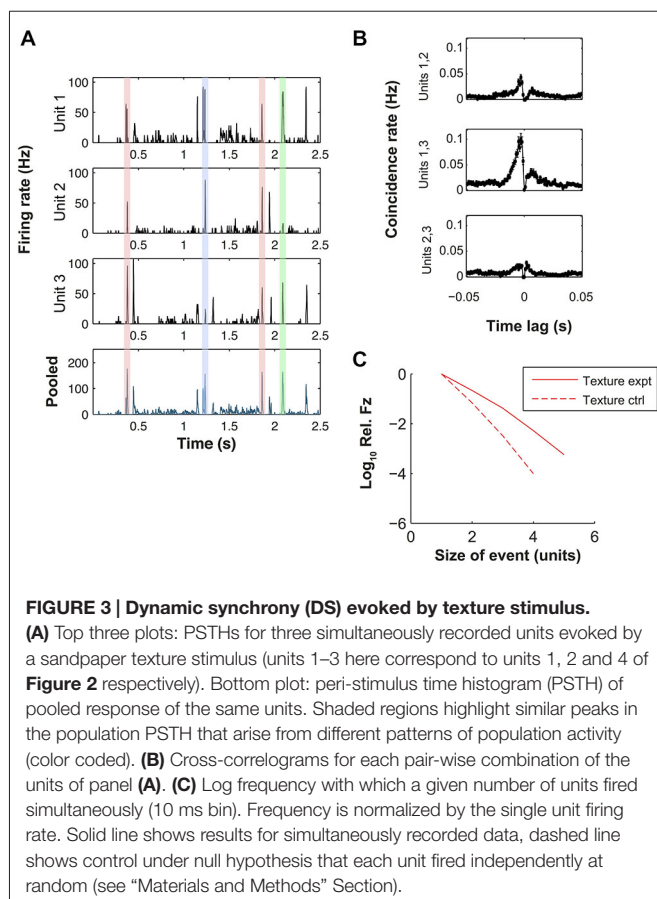 A
Unit 1
100
50
0
0.5 1 1.5 2 2.5
Firing rate (Hz)
Unit 2
100
50
0
0.5 1 1.5 2 2.5
Unit 3
100
50
0
0.5 1 1.5 2 2.5
Pooled
200
100
0
0.5 1 1.5 2 2.5
Time (s)
B
Units 1,2
0.1
0.05
0
Coincidence rate (Hz)
Units 1,3
0.1
0.05
0
Units 2,3
0.1
0.05
0
-0.05 0 0.05
Time lag (s)
C
Log10 Rel. Fz
0
−2
−4
−6
0 2 4 6
Size of event (units)
Texture expt
Texture ctrl
FIGURE 3 | Dynamic synchrony (DS) evoked by texture stimulus.
(A) Top three plots: PSTHs for three simultaneously recorded units evoked by
a sandpaper texture stimulus (units 1–3 here correspond to units 1, 2 and 4 of
Figure 2 respectively). Bottom plot: peri-stimulus time histogram (PSTH) of
pooled response of the same units. Shaded regions highlight similar peaks in
the population PSTH that arise from different patterns of population activity
(color coded). (B) Cross-correlograms for each pair-wise combination of the
units of panel (A). (C) Log frequency with which a given number of units fired
simultaneously (10 ms bin). Frequency is normalized by the single unit firing
rate. Solid line shows results for simultaneously recorded data, dashed line
shows control under null hypothesis that each unit fired independently at
random (see “Materials and Methods” Section).